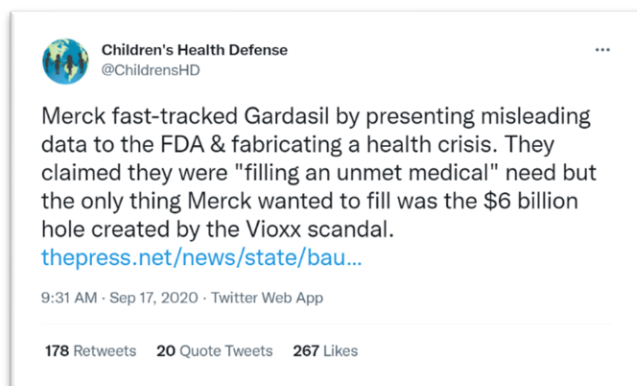 Children's Health Defense
@ChildrensHD
Merck fast-tracked Gardasil by presenting misleading
data to the FDA & fabricating a health crisis. They
claimed they were "filling an unmet medical" need but
the only thing Merck wanted to fill was the $6 billion
hole created by the Vioxx scandal.
thepress.net/news/state/bau...
9:31 AM · Sep 17, 2020 · Twitter Web App
178 Retweets 20 Quote Tweets 267 Likes